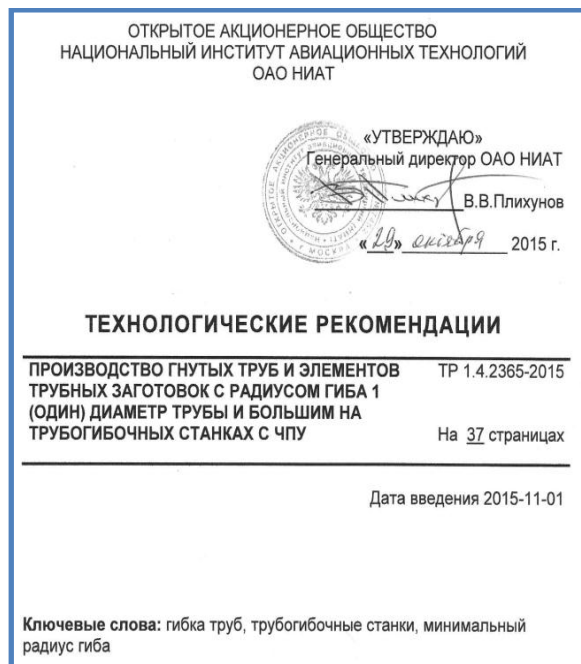 ОТКРЫТОЕ АКЦИОНЕРНОЕ ОБЩЕСТВО
НАЦИОНАЛЬНЫЙ ИНСТИТУТ АВИАЦИОННЫХ ТЕХНОЛОГИЙ
ОАО НИАТ
«УТВЕРЖДАЮ»
Генеральный директор ОАО НИАТ
В.В.Плихунов
«29» октября 2015 г.
ТЕХНОЛОГИЧЕСКИЕ РЕКОМЕНДАЦИИ
ПРОИЗВОДСТВО ГНУТЫХ ТРУБ И ЭЛЕМЕНТОВ ТР 1.4.2365-2015
ТРУБНЫХ ЗАГОТОВОК С РАДИУСОМ ГИБА 1
(ОДИН) ДИАМЕТР ТРУБЫ И БОЛЬШИМ НА
ТРУБОГИБОЧНЫХ СТАНКАХ С ЧПУ На 37 страницах
Дата введения 2015-11-01
Ключевые слова: гибка труб, трубогибочные станки, минимальный
радиус гиба